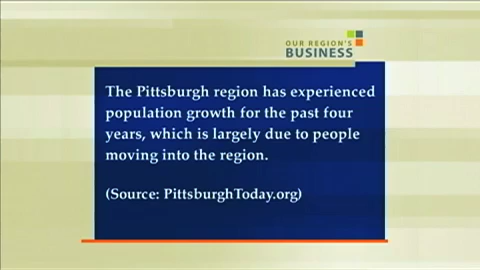 OUR REGION'S
BUSINESS
The Pittsburgh region has experienced
population growth for the past four
years, which is largely due to people
moving into the region.
(Source: PittsburghToday.org)